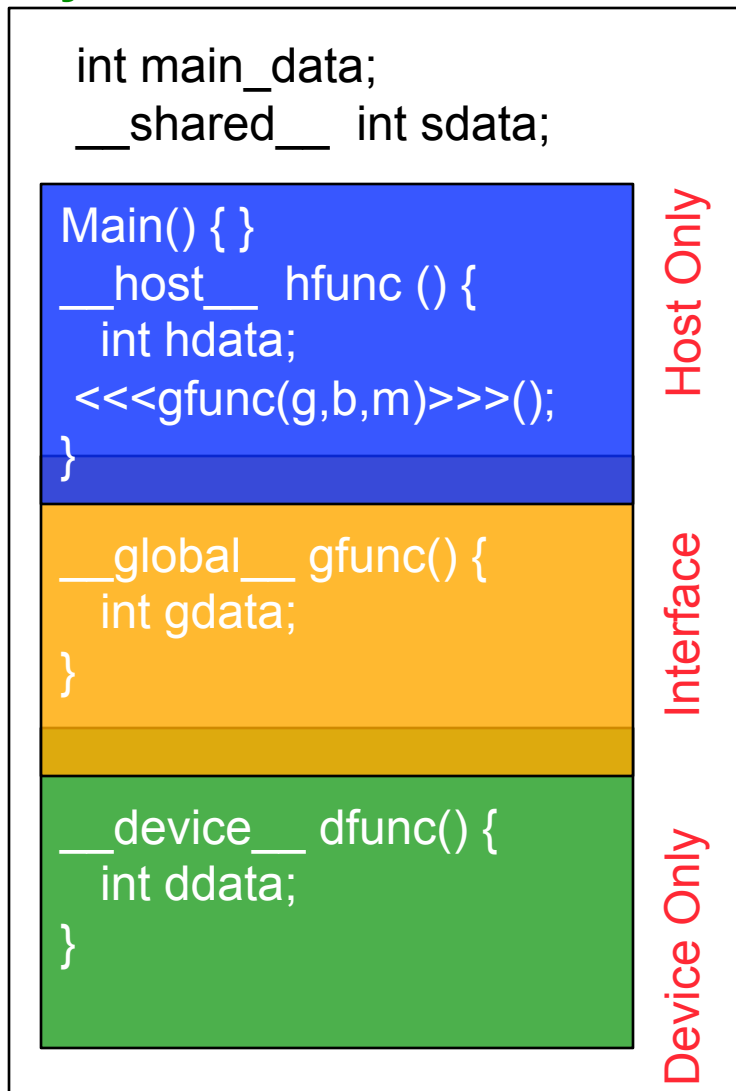 int main_data;
__shared__ int sdata;
Main() { }
__host__ hfunc () {
int hdata;
<<<gfunc(g,b,m)>>>();
}
Host Only
__global__ gfunc() {
int gdata;
}
Interface
__device__ dfunc() {
int ddata;
}
Device Only